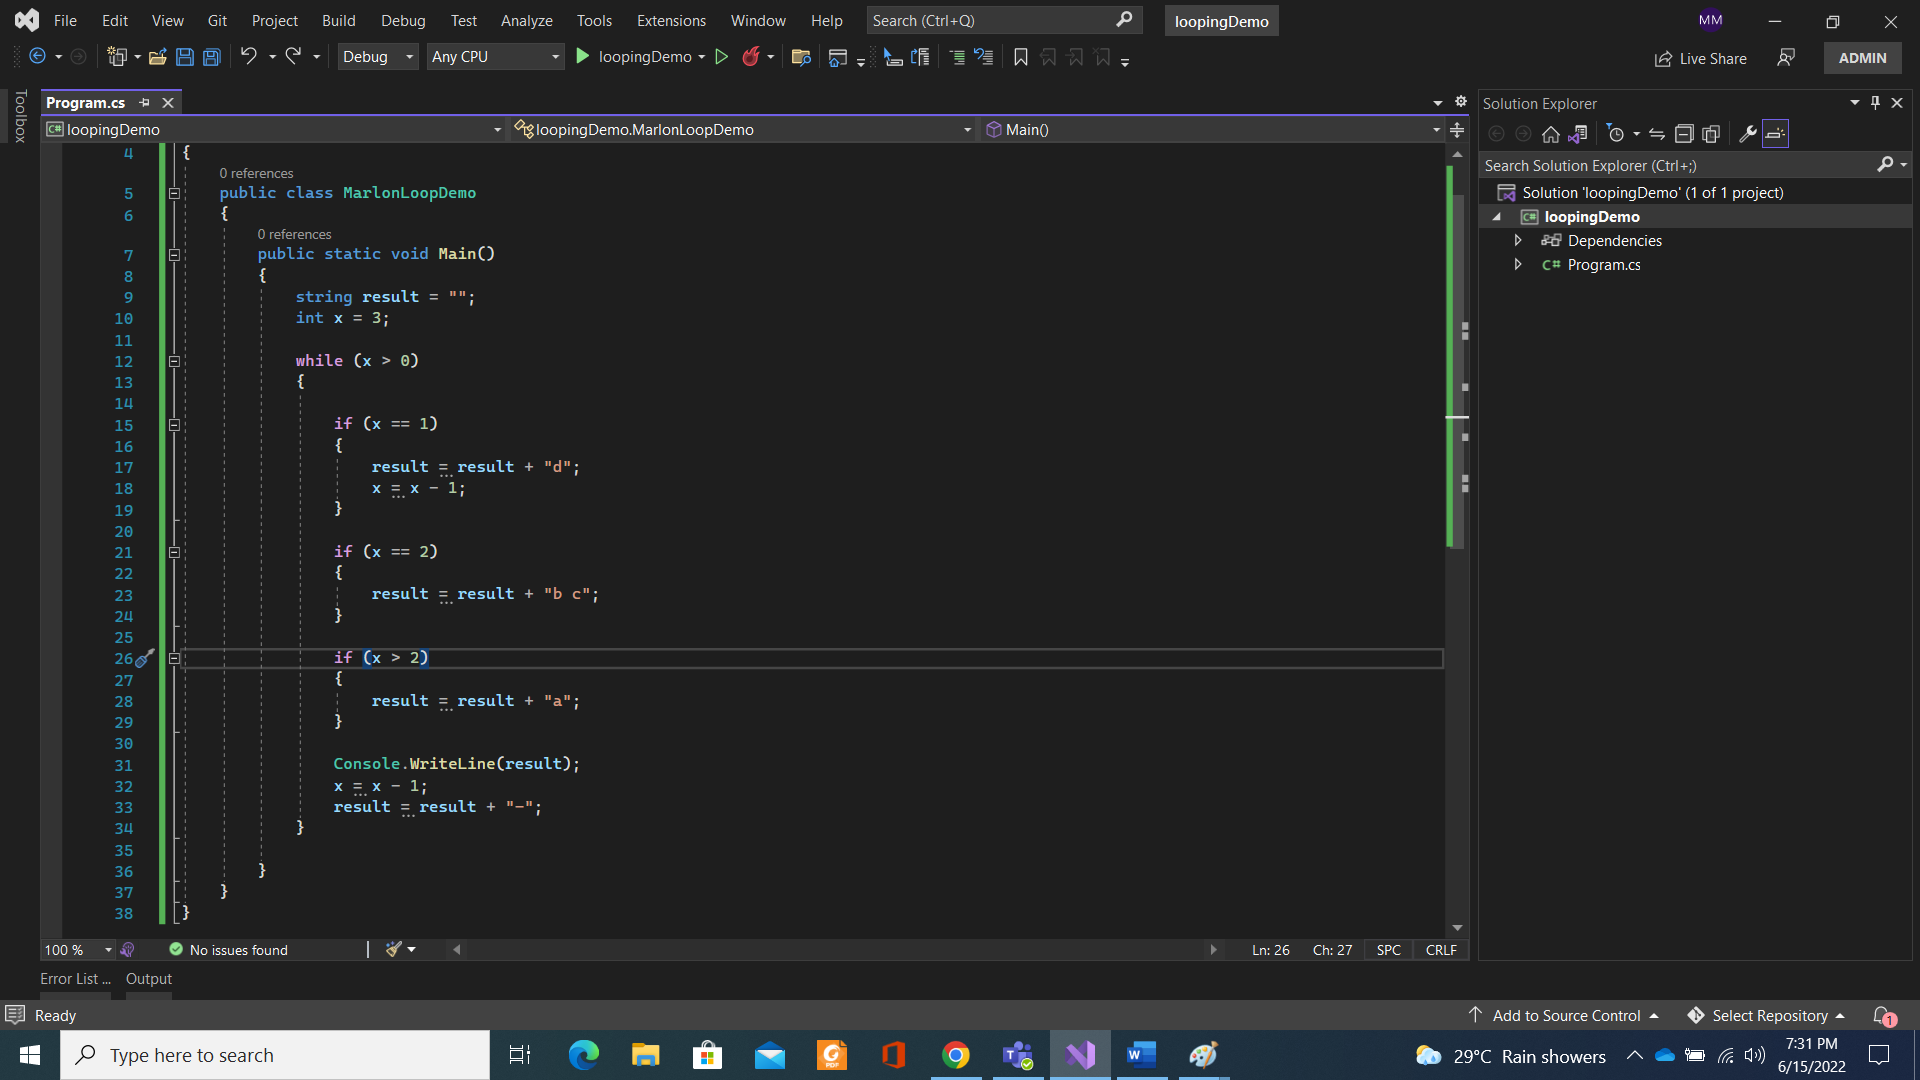 File Edit View Git Project Build Debug Test Analyze Tools Extensions Window Help Search (Ctrl+Q) loopingDemo MM
Debug Any CPU loopingDemo Live Share ADMIN
Toolbox
Program.cs
loopingDemo loopingDemo.MarlonLoopDemo Main()
4 {
0 references
5 public class MarlonLoopDemo
6 {
0 references
7 public static void Main()
8 {
9 string result = "";
10 int x = 3;
11
12 while (x > 0)
13 {
14
15 if (x == 1)
16 {
17 result = result + "d";
18 x = x - 1;
19 }
20
21 if (x == 2)
22 {
23 result = result + "b c";
24 }
25
26 if (x > 2)
27 {
28 result = result + "a";
29 }
30
31 Console.WriteLine(result);
32 x = x - 1;
33 result = result + "-";
34 }
35
36 }
37 }
38 }
100 % No issues found Ln: 26 Ch: 27 SPC CRLF
Error List ... Output
Solution Explorer
Search Solution Explorer (Ctrl+;)
Solution 'loopingDemo' (1 of 1 project)
C# loopingDemo
Dependencies
C# Program.cs
Ready Add to Source Control Select Repository 1
Type here to search 29°C Rain showers 7:31 PM
6/15/2022